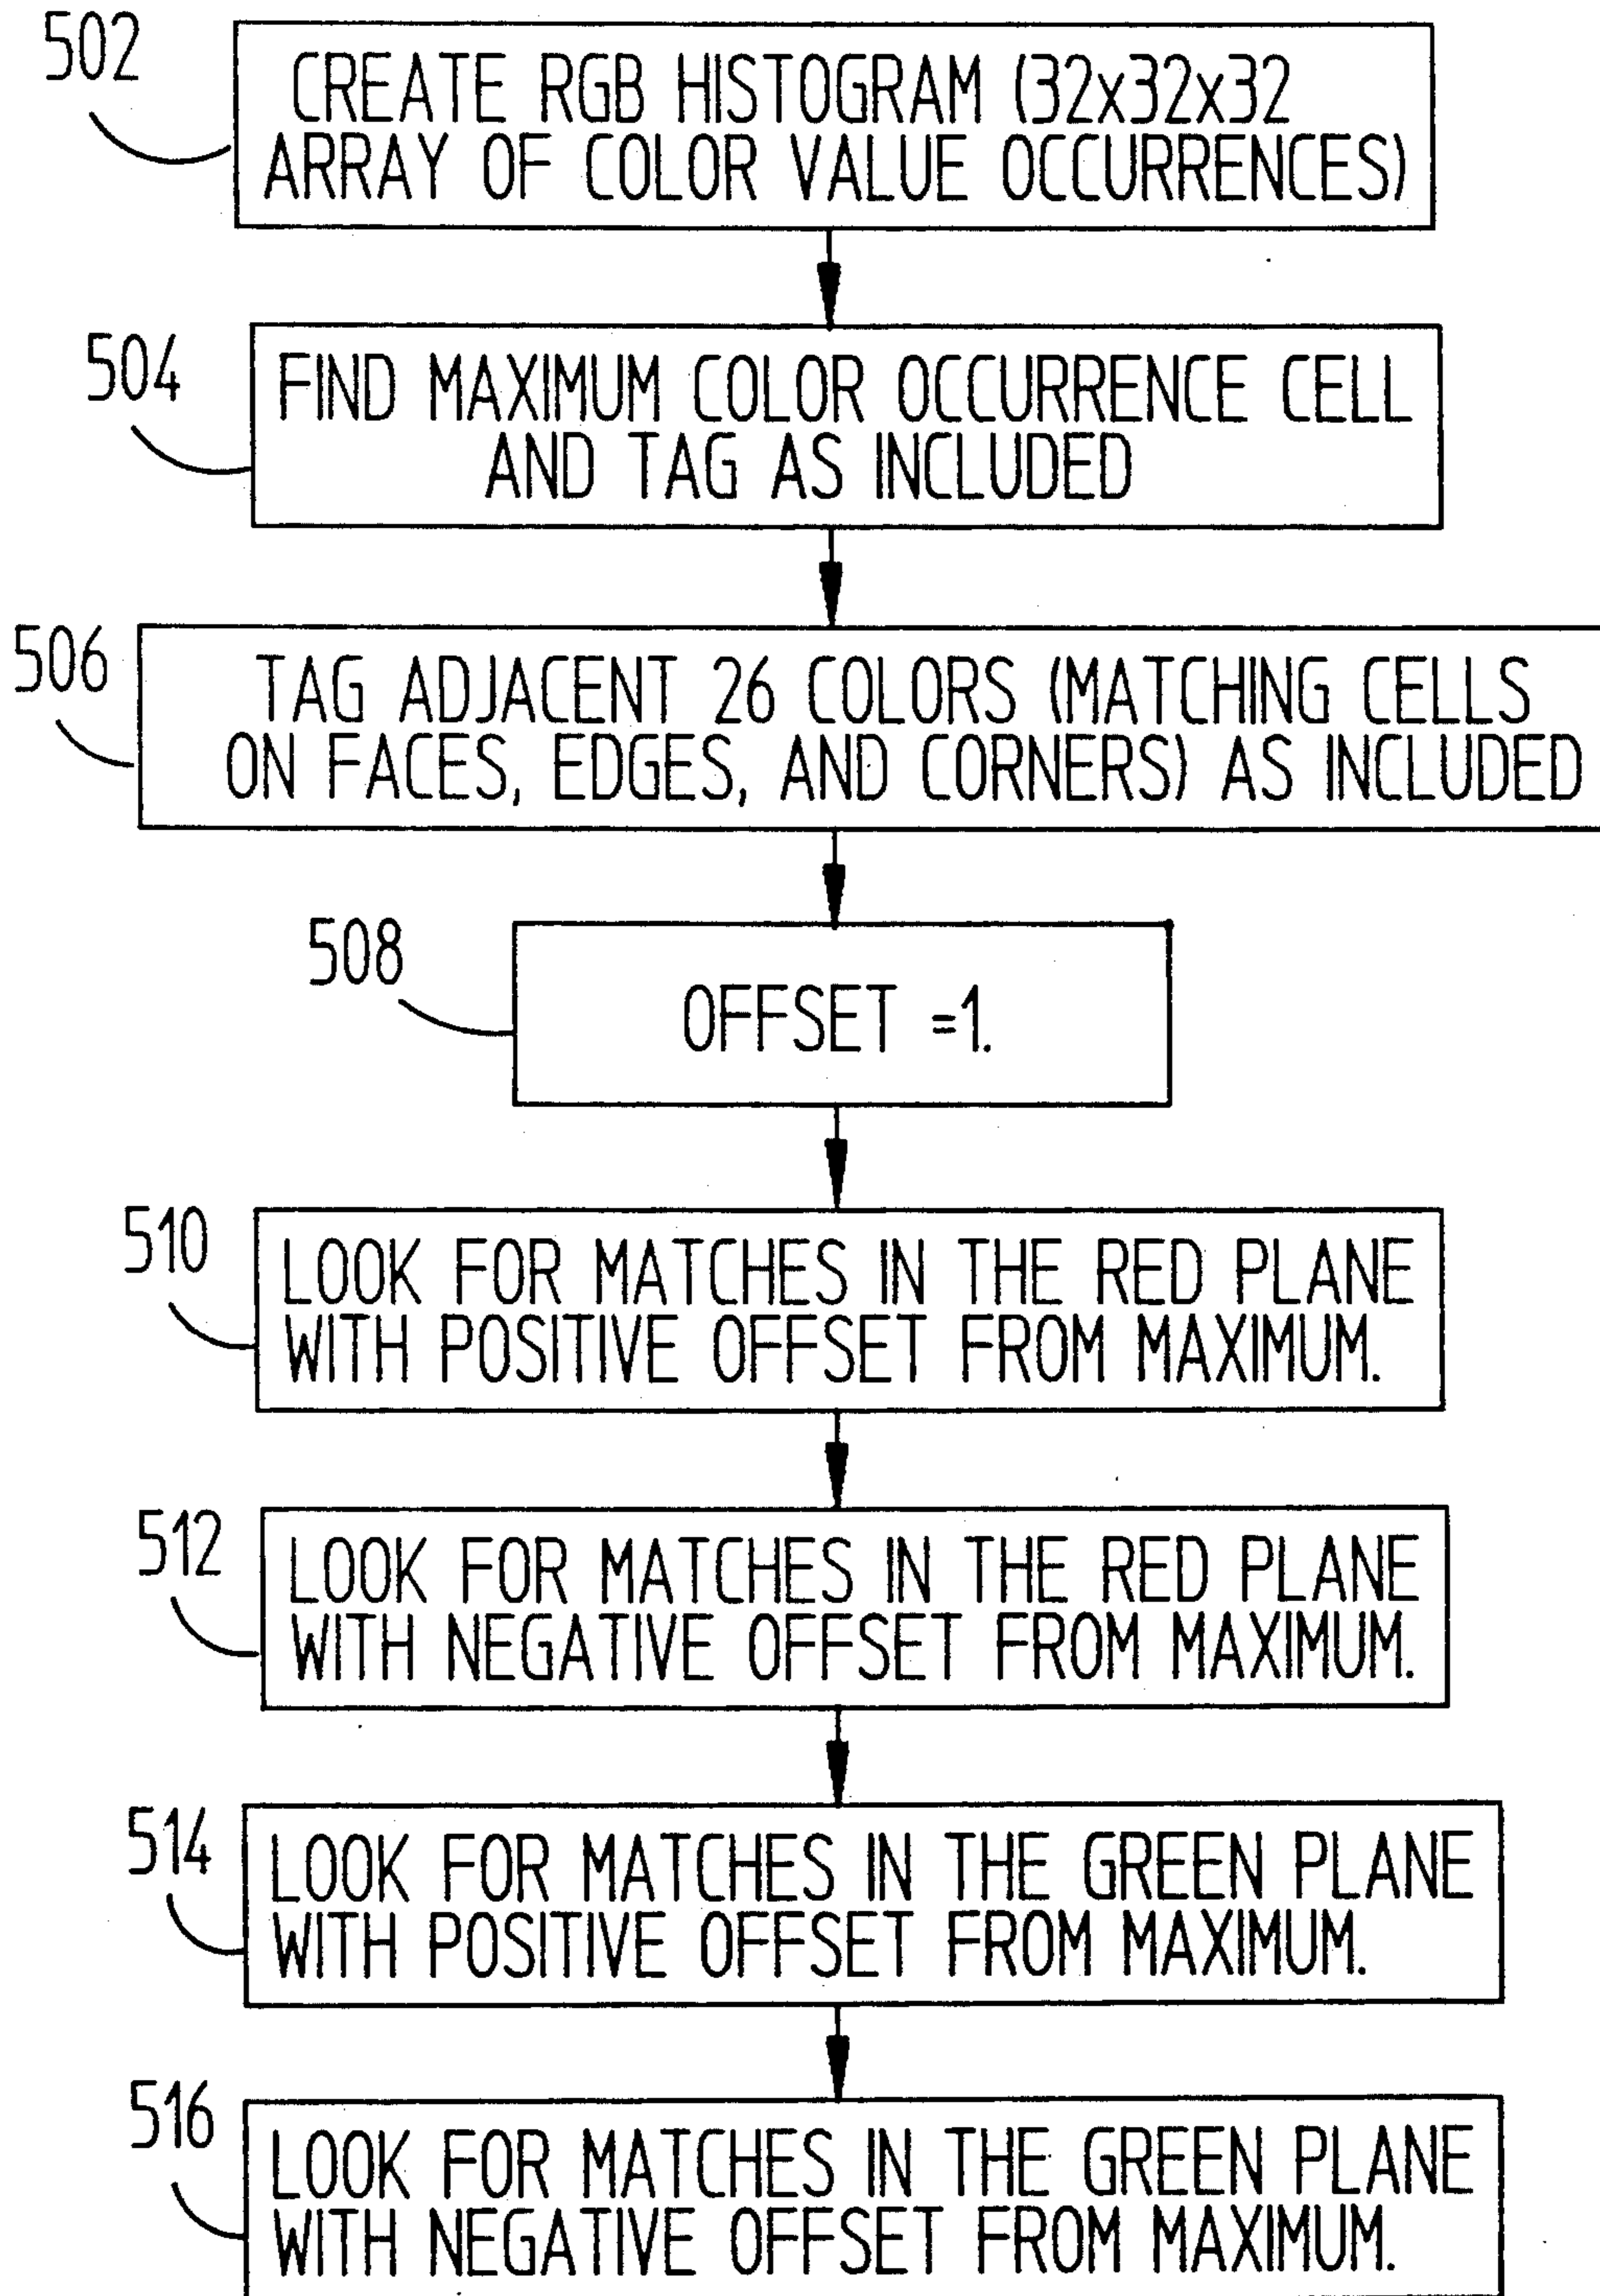 502
CREATE RGB HISTOGRAM (32x32x32
ARRAY OF COLOR VALUE OCCURRENCES)
504
FIND MAXIMUM COLOR OCCURRENCE CELL
AND TAG AS INCLUDED
506
TAG ADJACENT 26 COLORS (MATCHING CELLS
ON FACES, EDGES, AND CORNERS) AS INCLUDED
508
OFFSET =1.
510
LOOK FOR MATCHES IN THE RED PLANE
WITH POSITIVE OFFSET FROM MAXIMUM.
512
LOOK FOR MATCHES IN THE RED PLANE
WITH NEGATIVE OFFSET FROM MAXIMUM.
514
LOOK FOR MATCHES IN THE GREEN PLANE
WITH POSITIVE OFFSET FROM MAXIMUM.
516
LOOK FOR MATCHES IN THE GREEN PLANE
WITH NEGATIVE OFFSET FROM MAXIMUM.